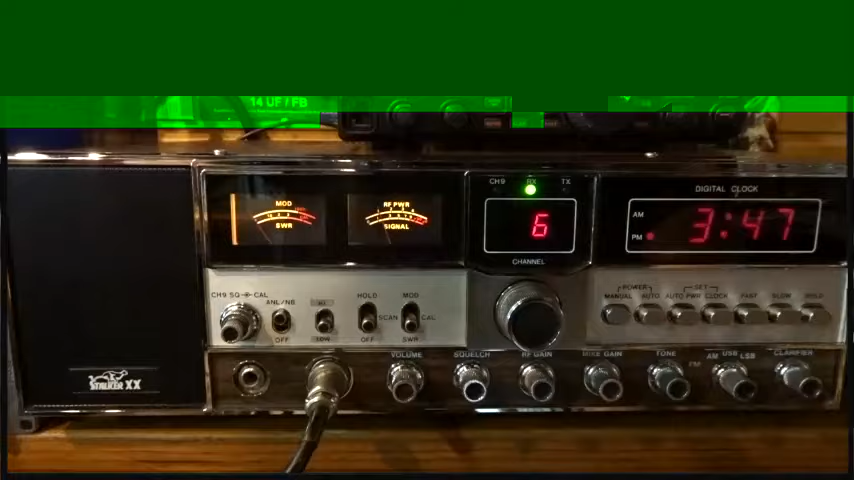 14 UF/FB
CH9 RX TX
DIGITAL CLOCK
MOD
SWR
RF PWR
SIGNAL
6
CHANNEL
AM
PM
3:47
CH9 SQ CAL
ANL/NB
OFF
LOW
HOLD
SCAN
OFF
MOD
CAL
SWR
POWER
SET
MANUAL AUTO AUTO PWR CLOCK FAST SLOW HOLD
VOLUME SQUELCH RF GAIN MIKE GAIN TONE AM USB LSB CLARIFIER
STALKER XX